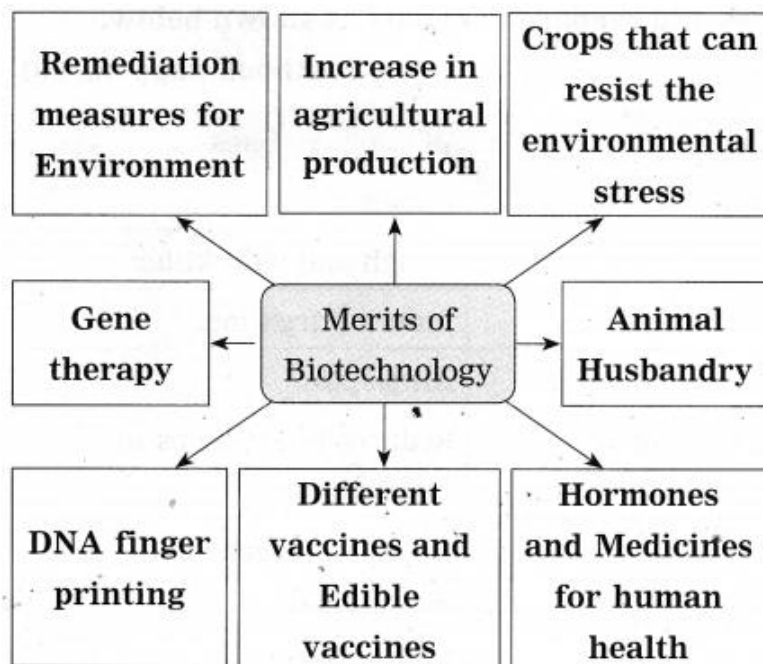 Remediation
measures for
Environment
Increase in
agricultural
production
Crops that can
resist the
environmental
stress
Gene
therapy
Merits of
Biotechnology
Animal
Husbandry
DNA finger
printing
Different
vaccines and
Edible
vaccines
Hormones
and Medicines
for human
health